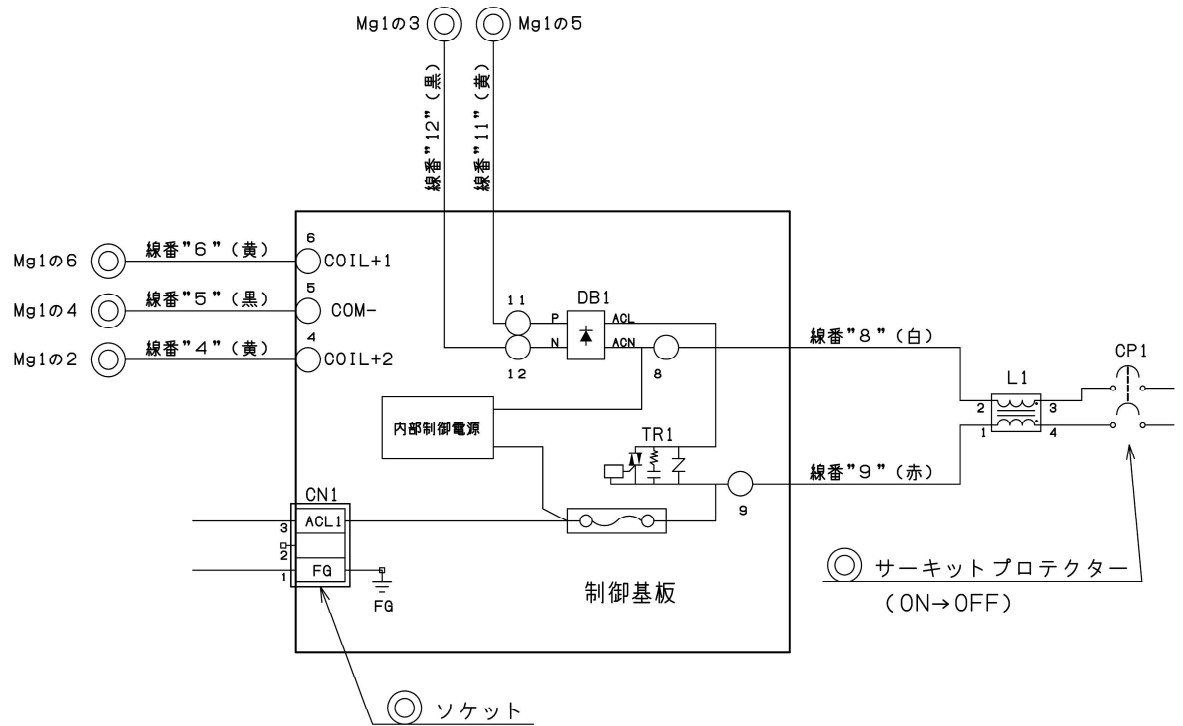 Mg1の3
Mg1の5
線番"12"(黒)
線番"11"(黄)
Mg1の6
線番"6"(黄)
6
COIL+1
Mg1の4
線番"5"(黒)
5
COM-
Mg1の2
線番"4"(黄)
4
COIL+2
11
DB1
P
ACL
N
ACN
12
8
線番"8"(白)
CP1
L1
2
3
1
4
内部制御電源
TR1
線番"9"(赤)
9
CN1
3
ACL1
2
1
FG
FG
制御基板
サーキットプロテクター
(ON→OFF)
ソケット